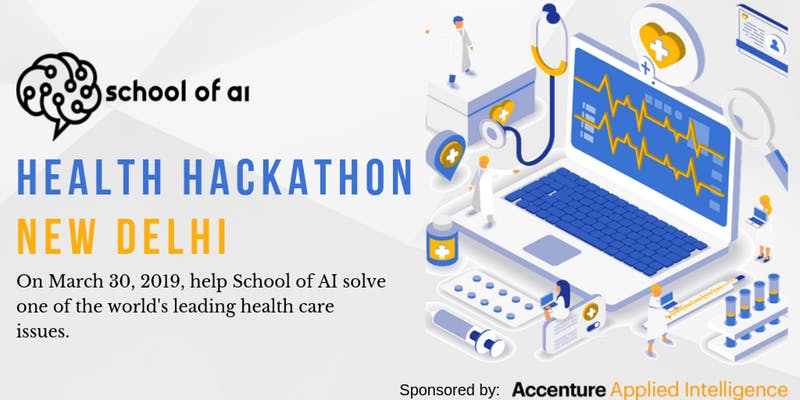 school of ai
HEALTH HACKATHON
NEW DELHI
On March 30, 2019, help School of AI solve
one of the world's leading health care
issues.
Sponsored by: Accenture Applied Intelligence